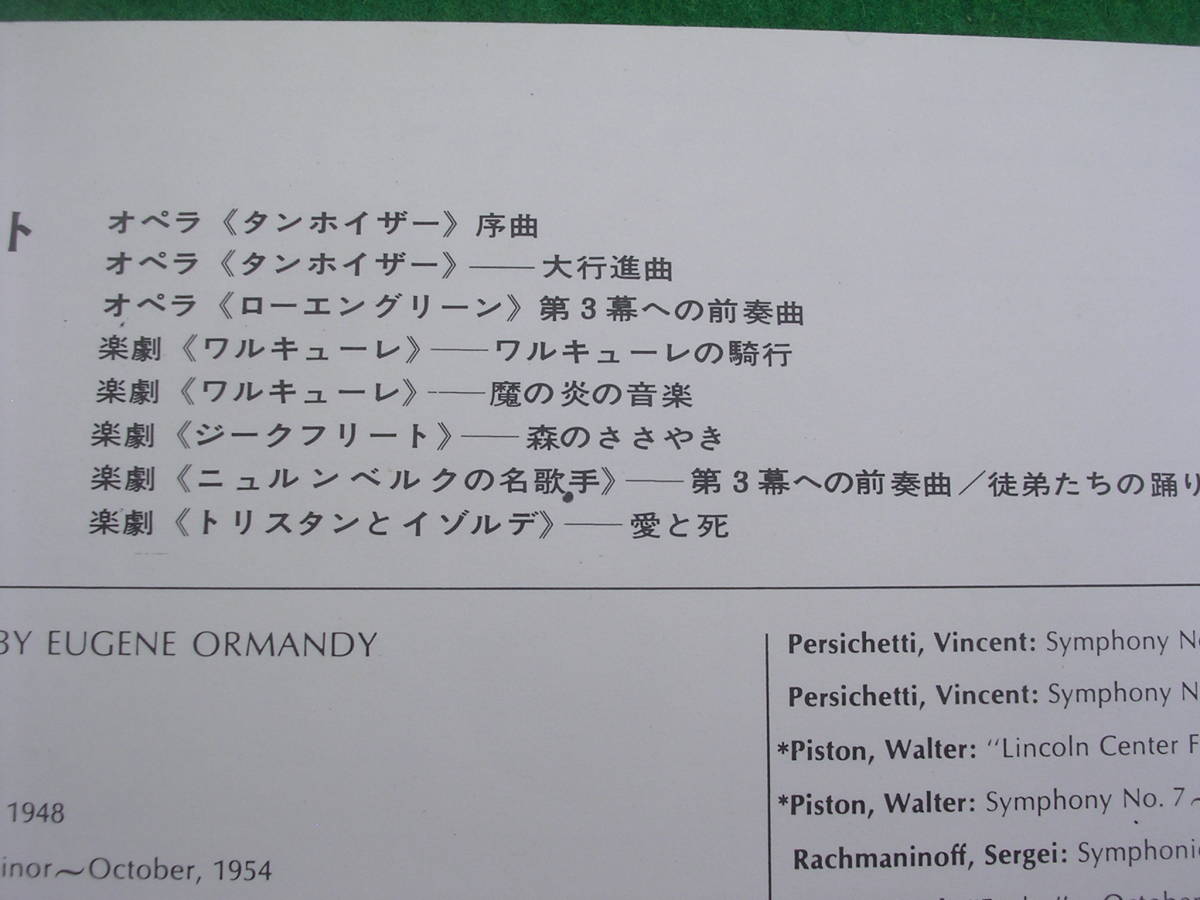 ト
オペラ《タンホイザー》序曲
オペラ《タンホイザー》——大行進曲
オペラ《ローエングリーン》第3幕への前奏曲
楽劇《ワルキューレ》——ワルキューレの騎行
楽劇《ワルキューレ》——魔の炎の音楽
楽劇《ジークフリート》——森のささやき
楽劇《ニュルンベルクの名歌手》——第3幕への前奏曲／徒弟たちの踊り
楽劇《トリスタンとイゾルデ》——愛と死
BY EUGENE ORMANDY
1948
inor~October, 1954
Persichetti, Vincent: Symphony No
Persichetti, Vincent: Symphony N
*Piston, Walter: "Lincoln Center F
*Piston, Walter: Symphony No. 7~
Rachmaninoff, Sergei: Symphonic